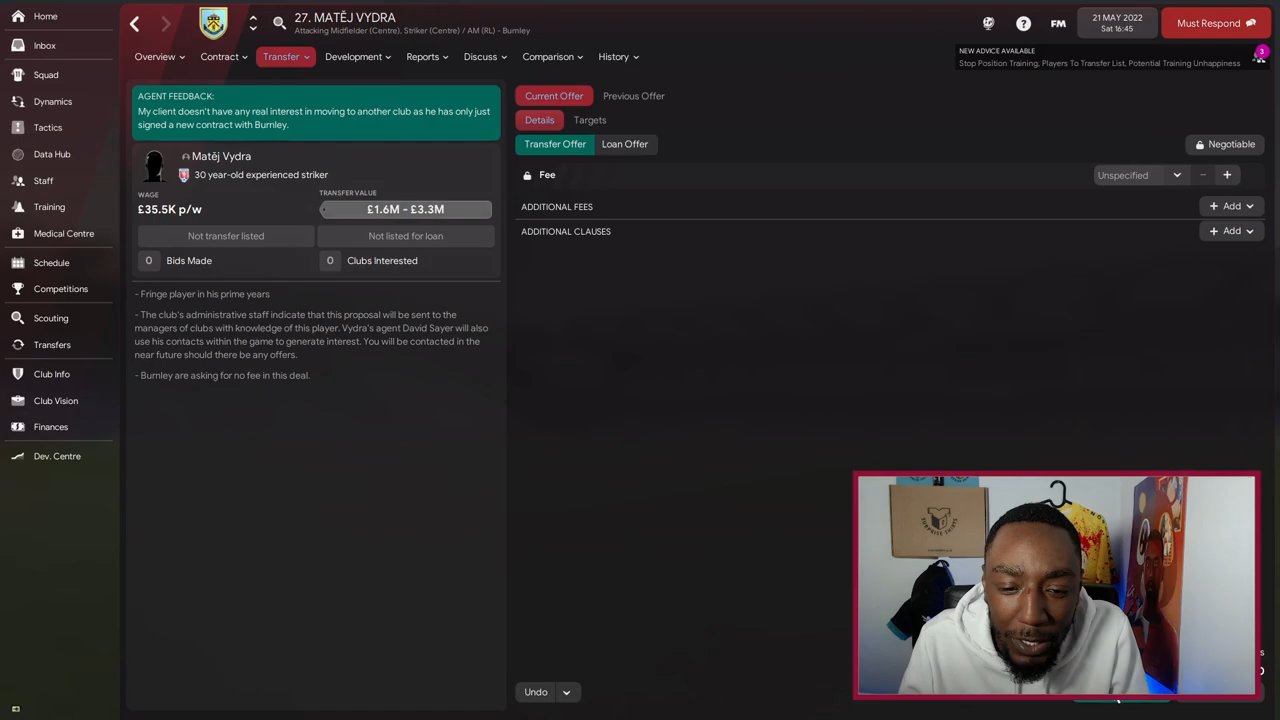 Home
Inbox
Squad
Dynamics
Tactics
Data Hub
Staff
Training
Medical Centre
Schedule
Competitions
Scouting
Transfers
Club Info
Club Vision
Finances
Dev. Centre
27. MATĚJ VYDRA
Attacking Midfielder (Centre), Striker (Centre) / AM (RL) - Burnley
FM
21 MAY 2022
Sat 16:45
Must Respond
Overview
Contract
Transfer
Development
Reports
Discuss
Comparison
History
NEW ADVICE AVAILABLE
Stop Position Training, Players To Transfer List, Potential Training Unhappiness
3
AGENT FEEDBACK:
My client doesn't have any real interest in moving to another club as he has only just
signed a new contract with Burnley.
Matěj Vydra
30 year-old experienced striker
WAGE
£35.5K p/w
TRANSFER VALUE
£1.6M - £3.3M
Not transfer listed
Not listed for loan
0 Bids Made
0 Clubs Interested
- Fringe player in his prime years
- The club's administrative staff indicate that this proposal will be sent to the
managers of clubs with knowledge of this player. Vydra's agent David Sayer will also
use his contacts within the game to generate interest. You will be contacted in the
near future should there be any offers.
- Burnley are asking for no fee in this deal.
Current Offer
Previous Offer
Details
Targets
Transfer Offer
Loan Offer
Negotiable
Fee
Unspecified
ADDITIONAL FEES
Add
ADDITIONAL CLAUSES
Add
Undo
SURPRISE SHIRTS